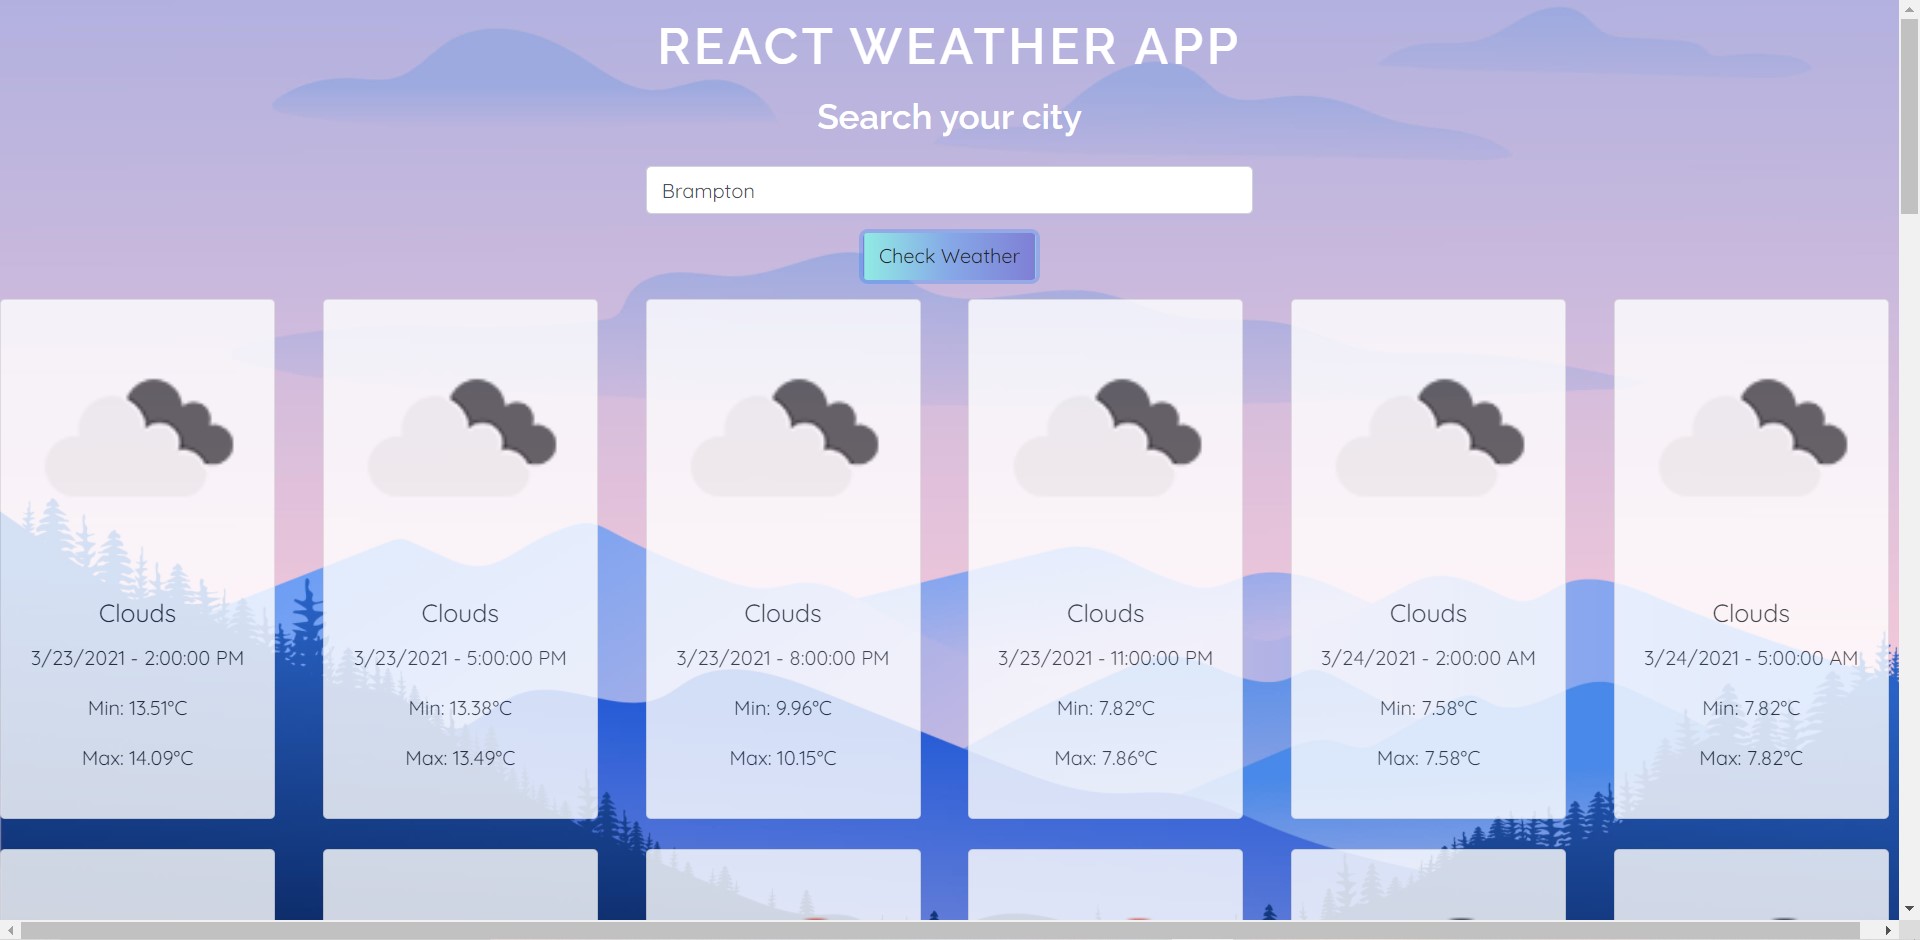 REACT WEATHER APP
Search your city
Brampton
Check Weather
Clouds
3/23/2021 - 2:00:00 PM
Min: 13.51°C
Max: 14.09°C
Clouds
3/23/2021 - 5:00:00 PM
Min: 13.38°C
Max: 13.49°C
Clouds
3/23/2021 - 8:00:00 PM
Min: 9.96°C
Max: 10.15°C
Clouds
3/23/2021 - 11:00:00 PM
Min: 7.82°C
Max: 7.86°C
Clouds
3/24/2021 - 2:00:00 AM
Min: 7.58°C
Max: 7.58°C
Clouds
3/24/2021 - 5:00:00 AM
Min: 7.82°C
Max: 7.82°C